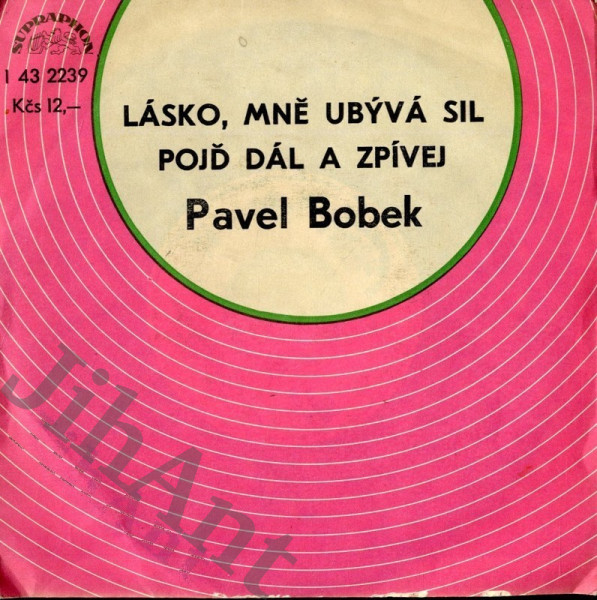 SUPRAPHON
1 43 2239
Kčs 12,—
LÁSKO, MNĚ UBÝVÁ SIL
POJĎ DÁL A ZPÍVEJ
Pavel Bobek
JihAnt